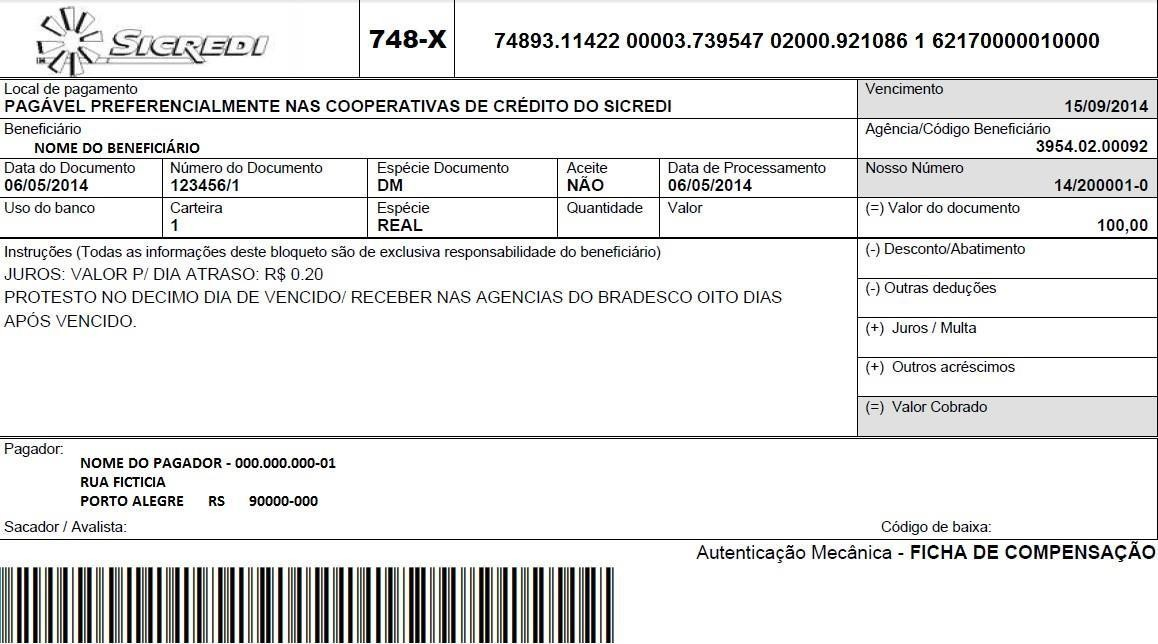 SICREDI
748-X
74893.11422 00003.739547 02000.921086 1 62170000010000
Local de pagamento
PAGÁVEL PREFERENCIALMENTE NAS COOPERATIVAS DE CRÉDITO DO SICREDI
Vencimento
15/09/2014
Beneficiário
NOME DO BENEFICIÁRIO
Agência/Código Beneficiário
3954.02.00092
Data do Documento
06/05/2014
Número do Documento
123456/1
Espécie Documento
DM
Aceite
NÃO
Data de Processamento
06/05/2014
Nosso Número
14/200001-0
Uso do banco
Carteira
1
Espécie
REAL
Quantidade
Valor
(=) Valor do documento
100,00
Instruções (Todas as informações deste bloqueto são de exclusiva responsabilidade do beneficiário)
JUROS: VALOR P/ DIA ATRASO: R$ 0.20
PROTESTO NO DECIMO DIA DE VENCIDO/ RECEBER NAS AGENCIAS DO BRADESCO OITO DIAS
APÓS VENCIDO.
(-) Desconto/Abatimento
(-) Outras deduções
(+) Juros / Multa
(+) Outros acréscimos
(=) Valor Cobrado
Pagador:
NOME DO PAGADOR - 000.000.000-01
RUA FICTICIA
PORTO ALEGRE RS 90000-000
Sacador / Avalista:
Código de baixa:
Autenticação Mecânica - FICHA DE COMPENSAÇÃO